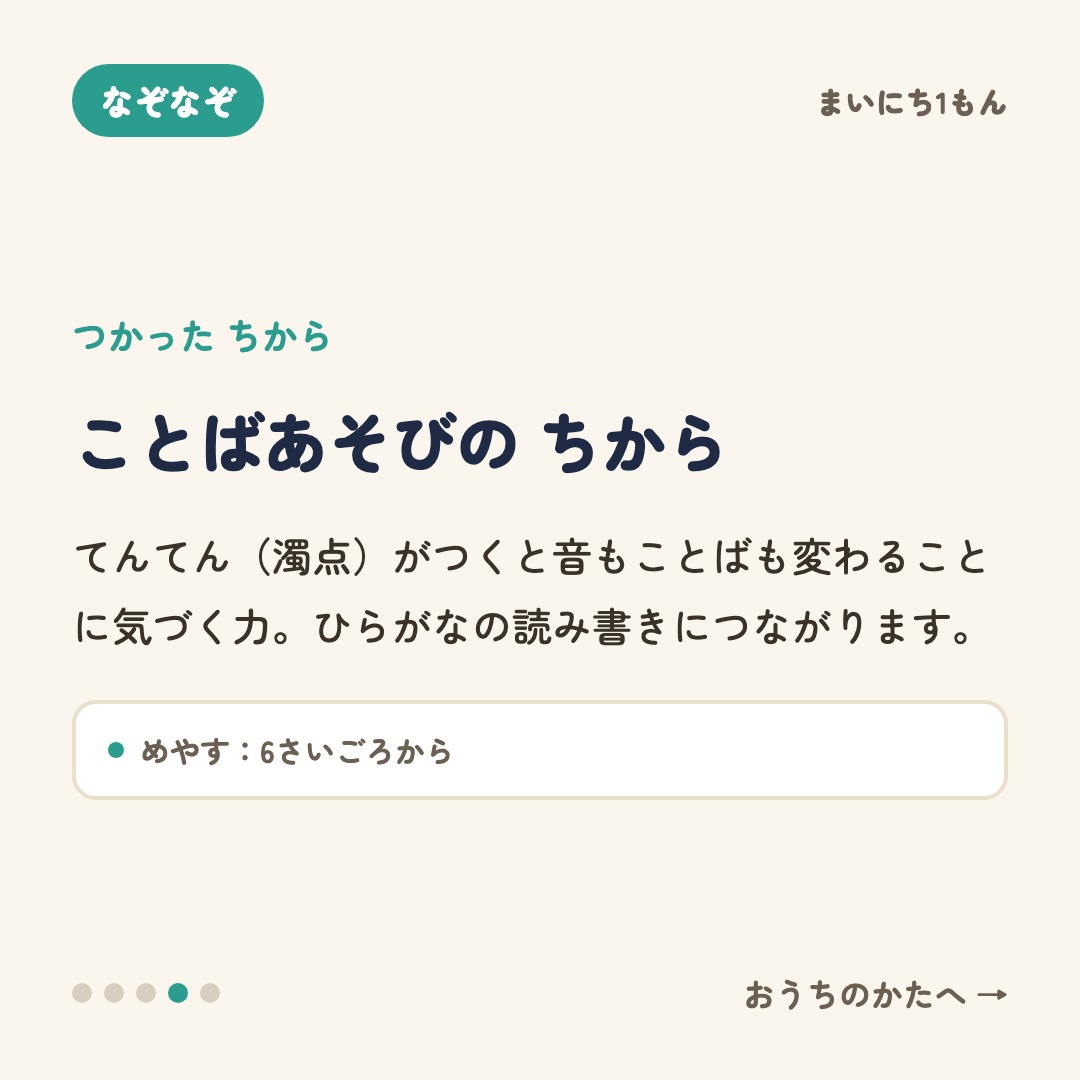 なぞなぞ
まいにち1もん
つかった ちから
ことばあそびの ちから
てんてん（濁点）がつくと音もことばも変わること
に気づく力。ひらがなの読み書きにつながります。
めやす：6さいごろから
おうちのかたへ →